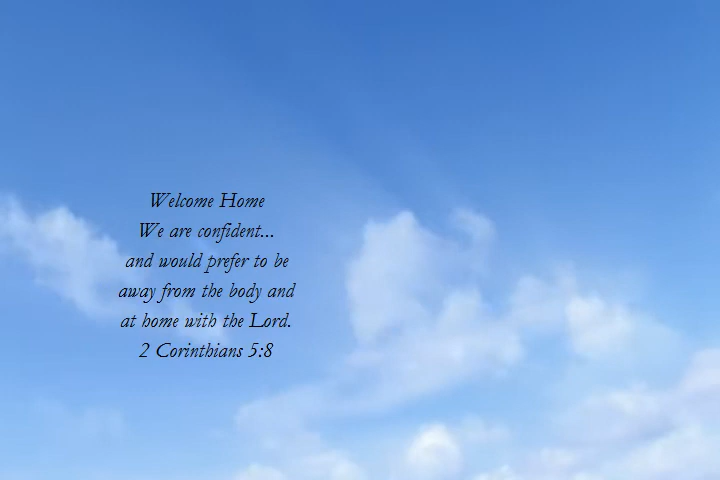 Welcome Home
We are confident...
and would prefer to be
away from the body and
at home with the Lord.
2 Corinthians 5:8